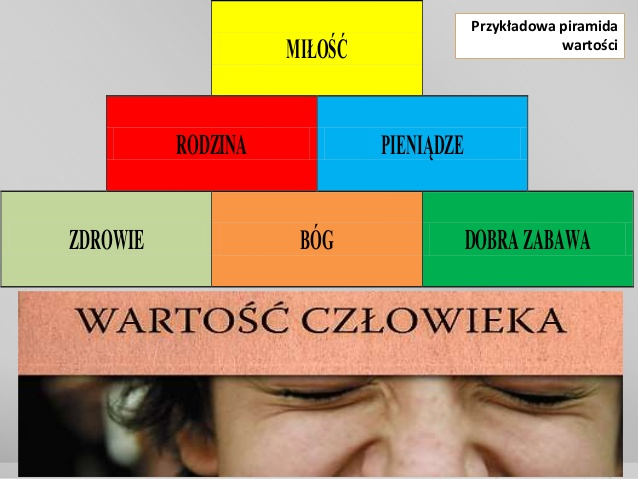 Przykładowa piramida
wartości
MIŁOŚĆ
RODZINA
PIENIĄDZE
ZDROWIE
BÓG
DOBRA ZABAWA
WARTOŚĆ CZŁOWIEKA